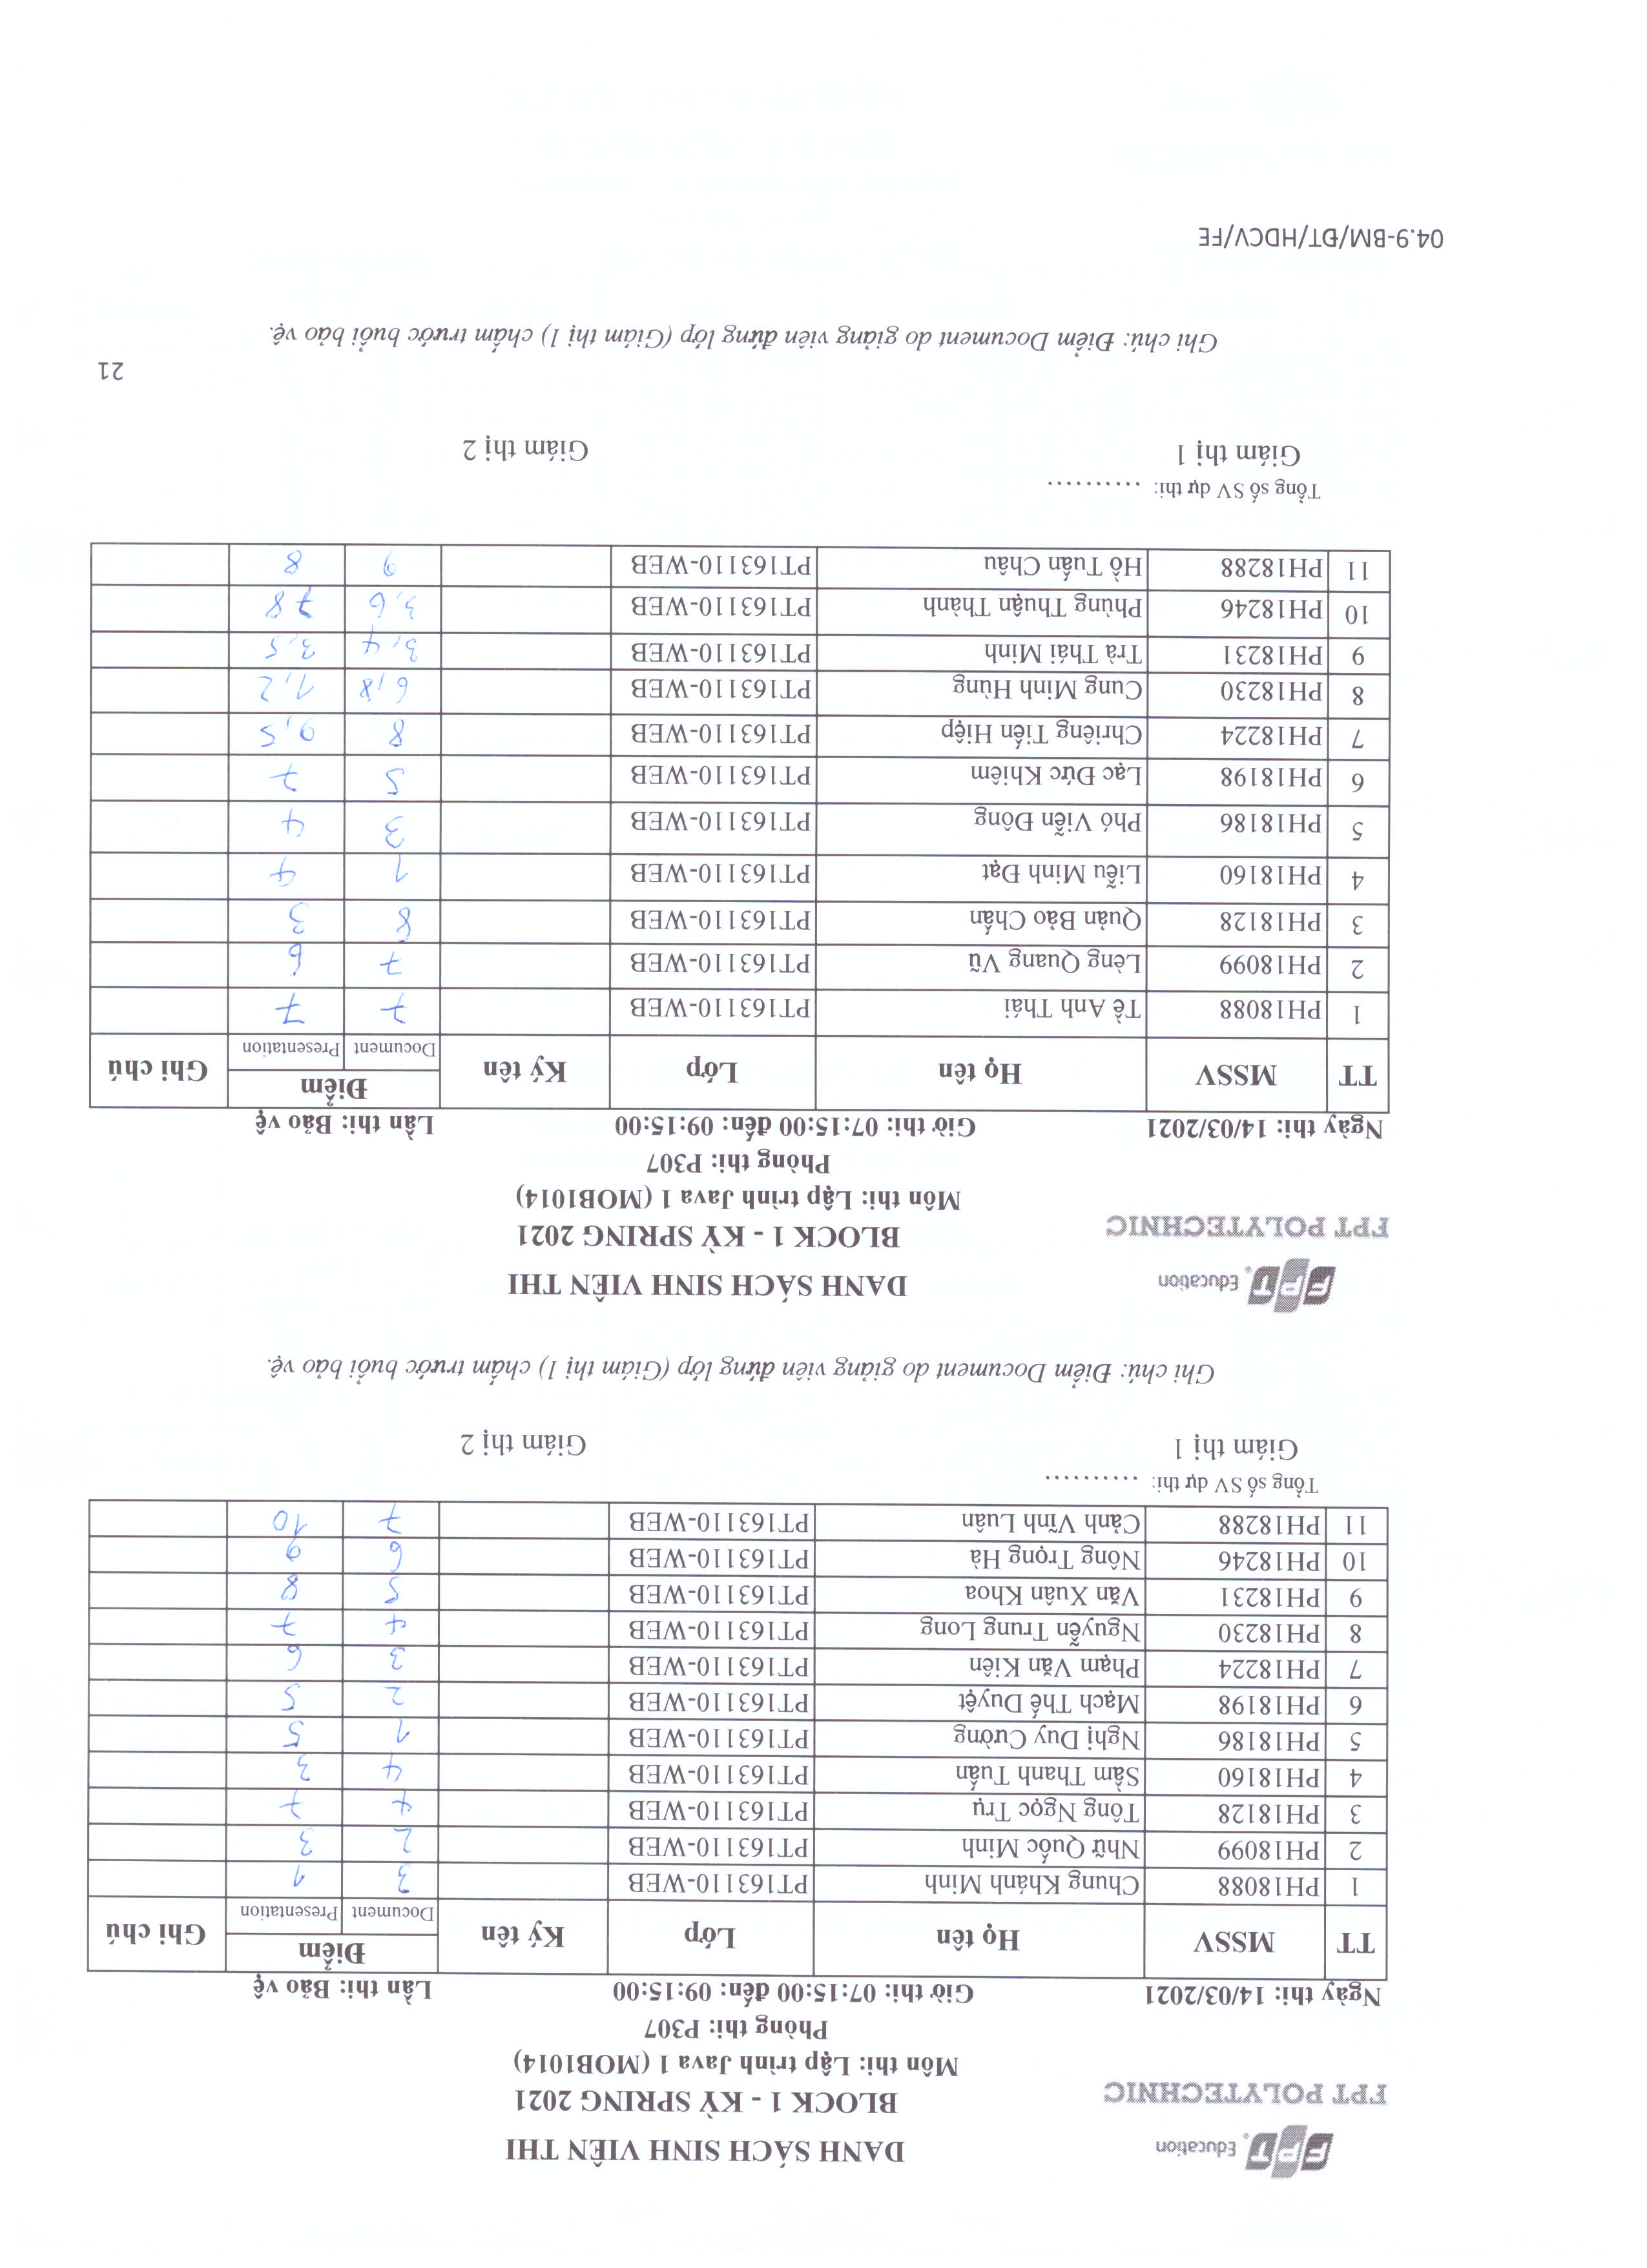 FPT Education
FPT POLYTECHNIC
DANH SÁCH SINH VIÊN THI
BLOCK 1 - KỲ SPRING 2021
Môn thi: Lập trình Java 1 (MOB1014)
Phòng thi: P307
Ngày thi: 14/03/2021 Giờ thi: 07:15:00 đến: 09:15:00 Lần thi: Bảo vệ
TT MSSV Họ tên Lớp Ký tên Điểm Ghi chú
Document Presentation
1 PH18088 Chung Khánh Minh PT163110-WEB 3 1
2 PH18099 Nhữ Quốc Minh PT163110-WEB 2 3
3 PH18128 Tông Ngọc Trụ PT163110-WEB 4 7
4 PH18160 Sầm Thanh Tuấn PT163110-WEB 4 3
5 PH18186 Nghị Duy Cường PT163110-WEB 1 5
6 PH18198 Mạch Thế Duyệt PT163110-WEB 2 5
7 PH18224 Phạm Văn Kiên PT163110-WEB 3 6
8 PH18230 Nguyễn Trung Long PT163110-WEB 4 7
9 PH18231 Văn Xuân Khoa PT163110-WEB 5 8
10 PH18246 Nông Trọng Hà PT163110-WEB 6 9
11 PH18288 Cảnh Vĩnh Luân PT163110-WEB 7 10
Tổng số SV dự thi: ..........
Giám thị 1 Giám thị 2
Ghi chú: Điểm Document do giảng viên đứng lớp (Giám thị 1) chấm trước buổi bảo vệ.
FPT Education
FPT POLYTECHNIC
DANH SÁCH SINH VIÊN THI
BLOCK 1 - KỲ SPRING 2021
Môn thi: Lập trình Java 1 (MOB1014)
Phòng thi: P307
Ngày thi: 14/03/2021 Giờ thi: 07:15:00 đến: 09:15:00 Lần thi: Bảo vệ
TT MSSV Họ tên Lớp Ký tên Điểm Ghi chú
Document Presentation
1 PH18088 Tề Anh Thái PT163110-WEB 7 7
2 PH18099 Lèng Quang Vũ PT163110-WEB 7 6
3 PH18128 Quản Bảo Chấn PT163110-WEB 8 3
4 PH18160 Liễu Minh Đạt PT163110-WEB 1 4
5 PH18186 Phó Viễn Đông PT163110-WEB 3 4
6 PH18198 Lạc Đức Khiêm PT163110-WEB 5 7
7 PH18224 Chriêng Tiến Hiệp PT163110-WEB 8 9,5
8 PH18230 Cung Minh Hùng PT163110-WEB 6,8 1,2
9 PH18231 Trà Thái Minh PT163110-WEB 3,4 3,5
10 PH18246 Phùng Thuận Thành PT163110-WEB 3,6 78
11 PH18288 Hồ Tuấn Châu PT163110-WEB 9 8
Tổng số SV dự thi: ..........
Giám thị 1 Giám thị 2
21
Ghi chú: Điểm Document do giảng viên đứng lớp (Giám thị 1) chấm trước buổi bảo vệ.
04.9-BM/ĐT/HDCV/FE